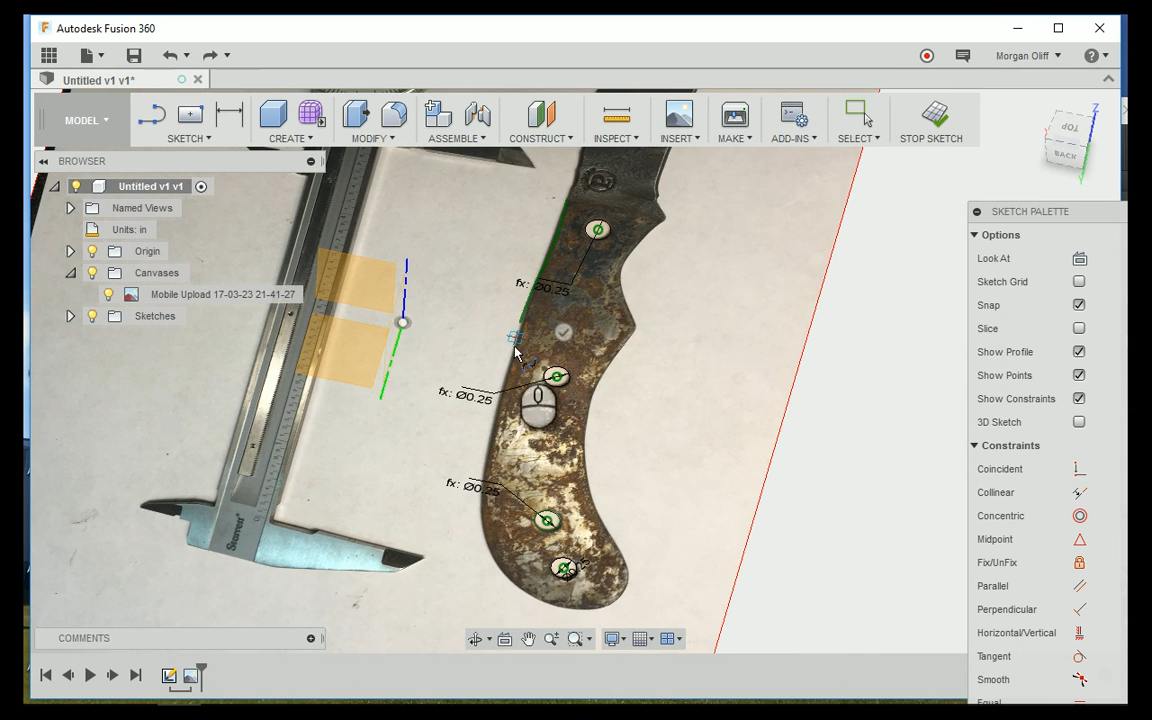 Autodesk Fusion 360
Morgan Oliff
Untitled v1 v1*
MODEL
SKETCH
CREATE
MODIFY
ASSEMBLE
CONSTRUCT
INSPECT
INSERT
MAKE
ADD-INS
SELECT
STOP SKETCH
Z
TOP
BACK
Y
BROWSER
Untitled v1 v1
Named Views
Units: in
Origin
Canvases
Mobile Upload 17-03-23 21-41-27
Sketches
fx: Ø0.25
fx: Ø0.25
fx: Ø0.25
Starrett
SKETCH PALETTE
Options
Look At
Sketch Grid
Snap
Slice
Show Profile
Show Points
Show Constraints
3D Sketch
Constraints
Coincident
Collinear
Concentric
Midpoint
Fix/UnFix
Parallel
Perpendicular
Horizontal/Vertical
Tangent
Smooth
Equal
COMMENTS